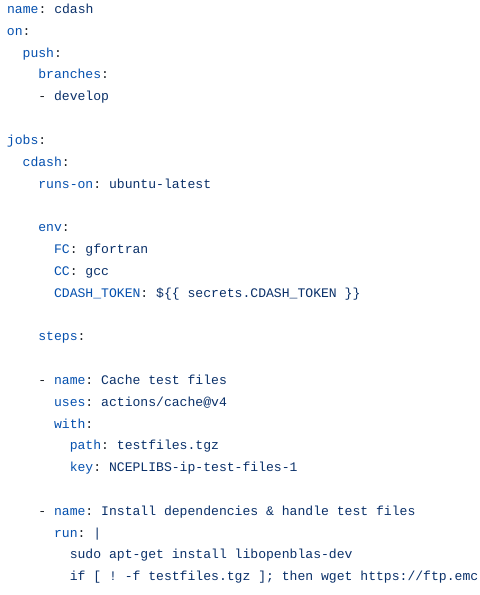 name: cdash
on:
  push:
    branches:
    - develop

jobs:
  cdash:
    runs-on: ubuntu-latest

    env:
      FC: gfortran
      CC: gcc
      CDASH_TOKEN: ${{ secrets.CDASH_TOKEN }}

    steps:

    - name: Cache test files
      uses: actions/cache@v4
      with:
        path: testfiles.tgz
        key: NCEPLIBS-ip-test-files-1

    - name: Install dependencies & handle test files
      run: |
        sudo apt-get install libopenblas-dev
        if [ ! -f testfiles.tgz ]; then wget https://ftp.emc